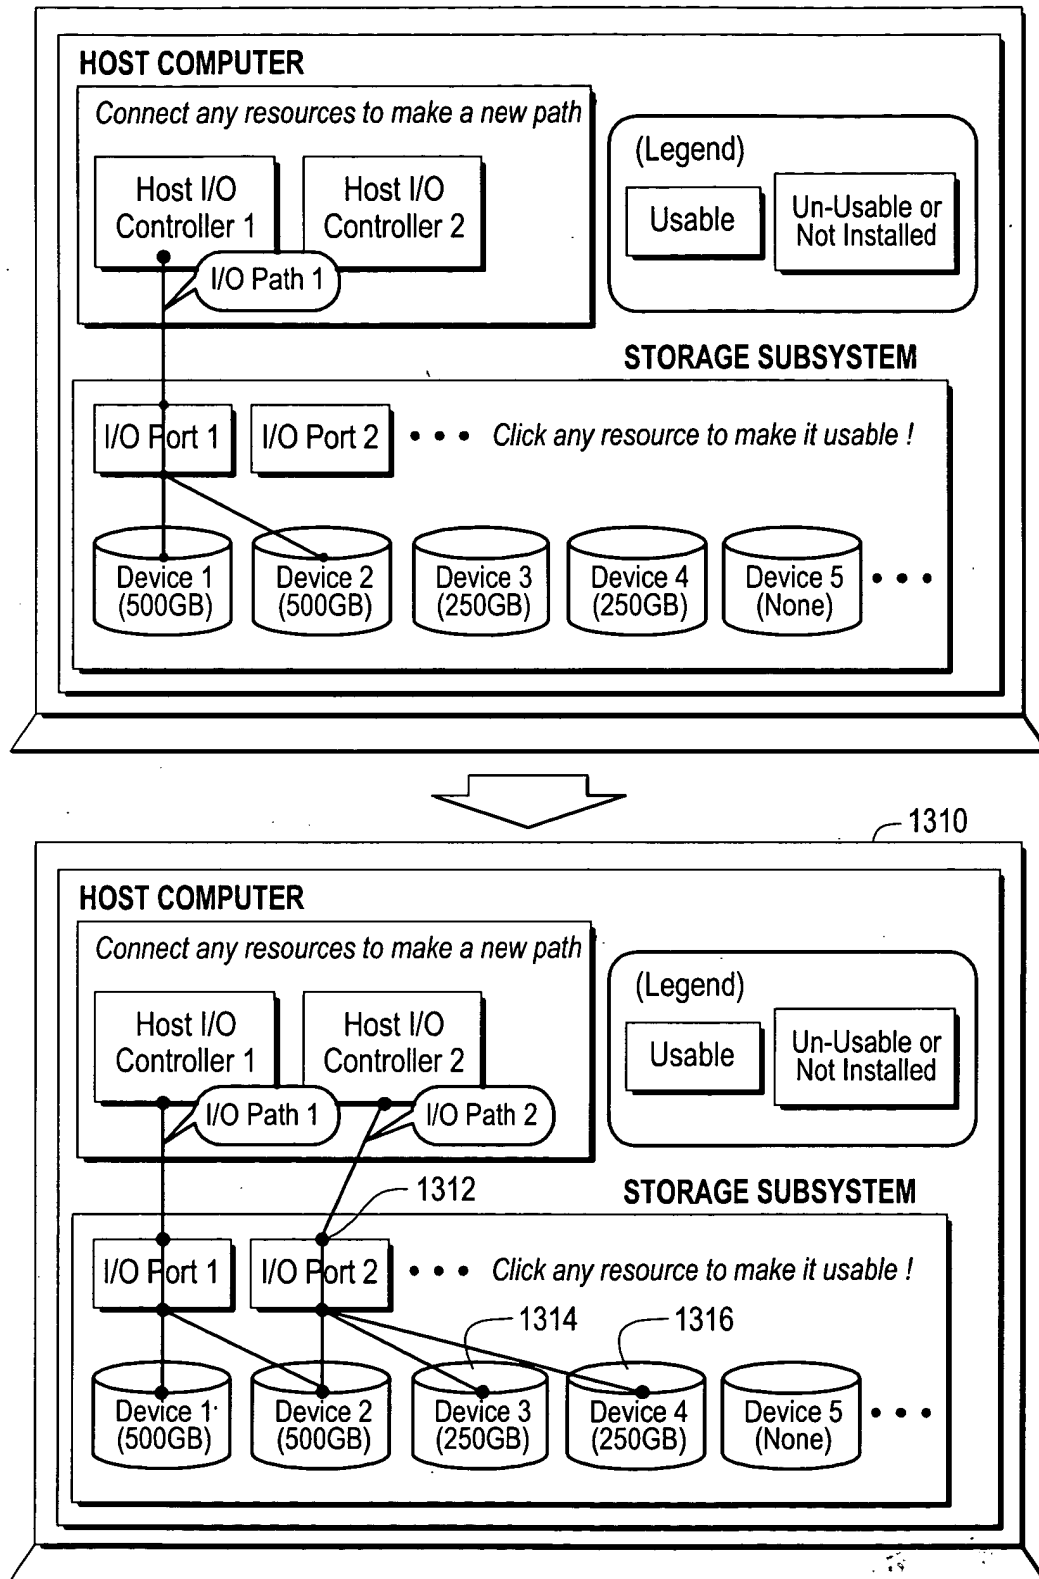 HOST COMPUTER
Connect any resources to make a new path
(Legend)
Host I/O
Controller 1
Host I/O
Controller 2
Usable
Un-Usable or
Not Installed
I/O Path 1
STORAGE SUBSYSTEM
I/O Port 1
I/O Port 2
• • • Click any resource to make it usable !
Device 1
(500GB)
Device 2
(500GB)
Device 3
(250GB)
Device 4
(250GB)
Device 5
(None)
• • •
1310
HOST COMPUTER
Connect any resources to make a new path
(Legend)
Host I/O
Controller 1
Host I/O
Controller 2
Usable
Un-Usable or
Not Installed
I/O Path 1
I/O Path 2
1312
STORAGE SUBSYSTEM
I/O Port 1
I/O Port 2
• • • Click any resource to make it usable !
1314
1316
Device 1
(500GB)
Device 2
(500GB)
Device 3
(250GB)
Device 4
(250GB)
Device 5
(None)
• • •